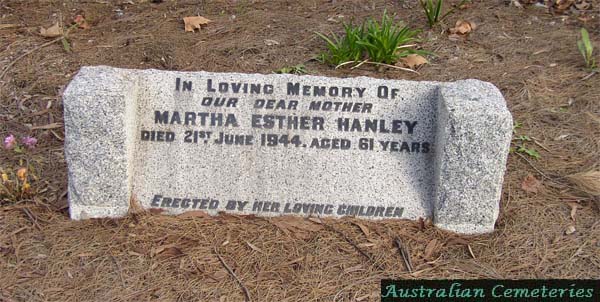 In Loving Memory Of
our dear mother
MARTHA ESTHER HANLEY
Died 21st June 1944, aged 61 years.
Erected by her loving children
Australian Cemeteries